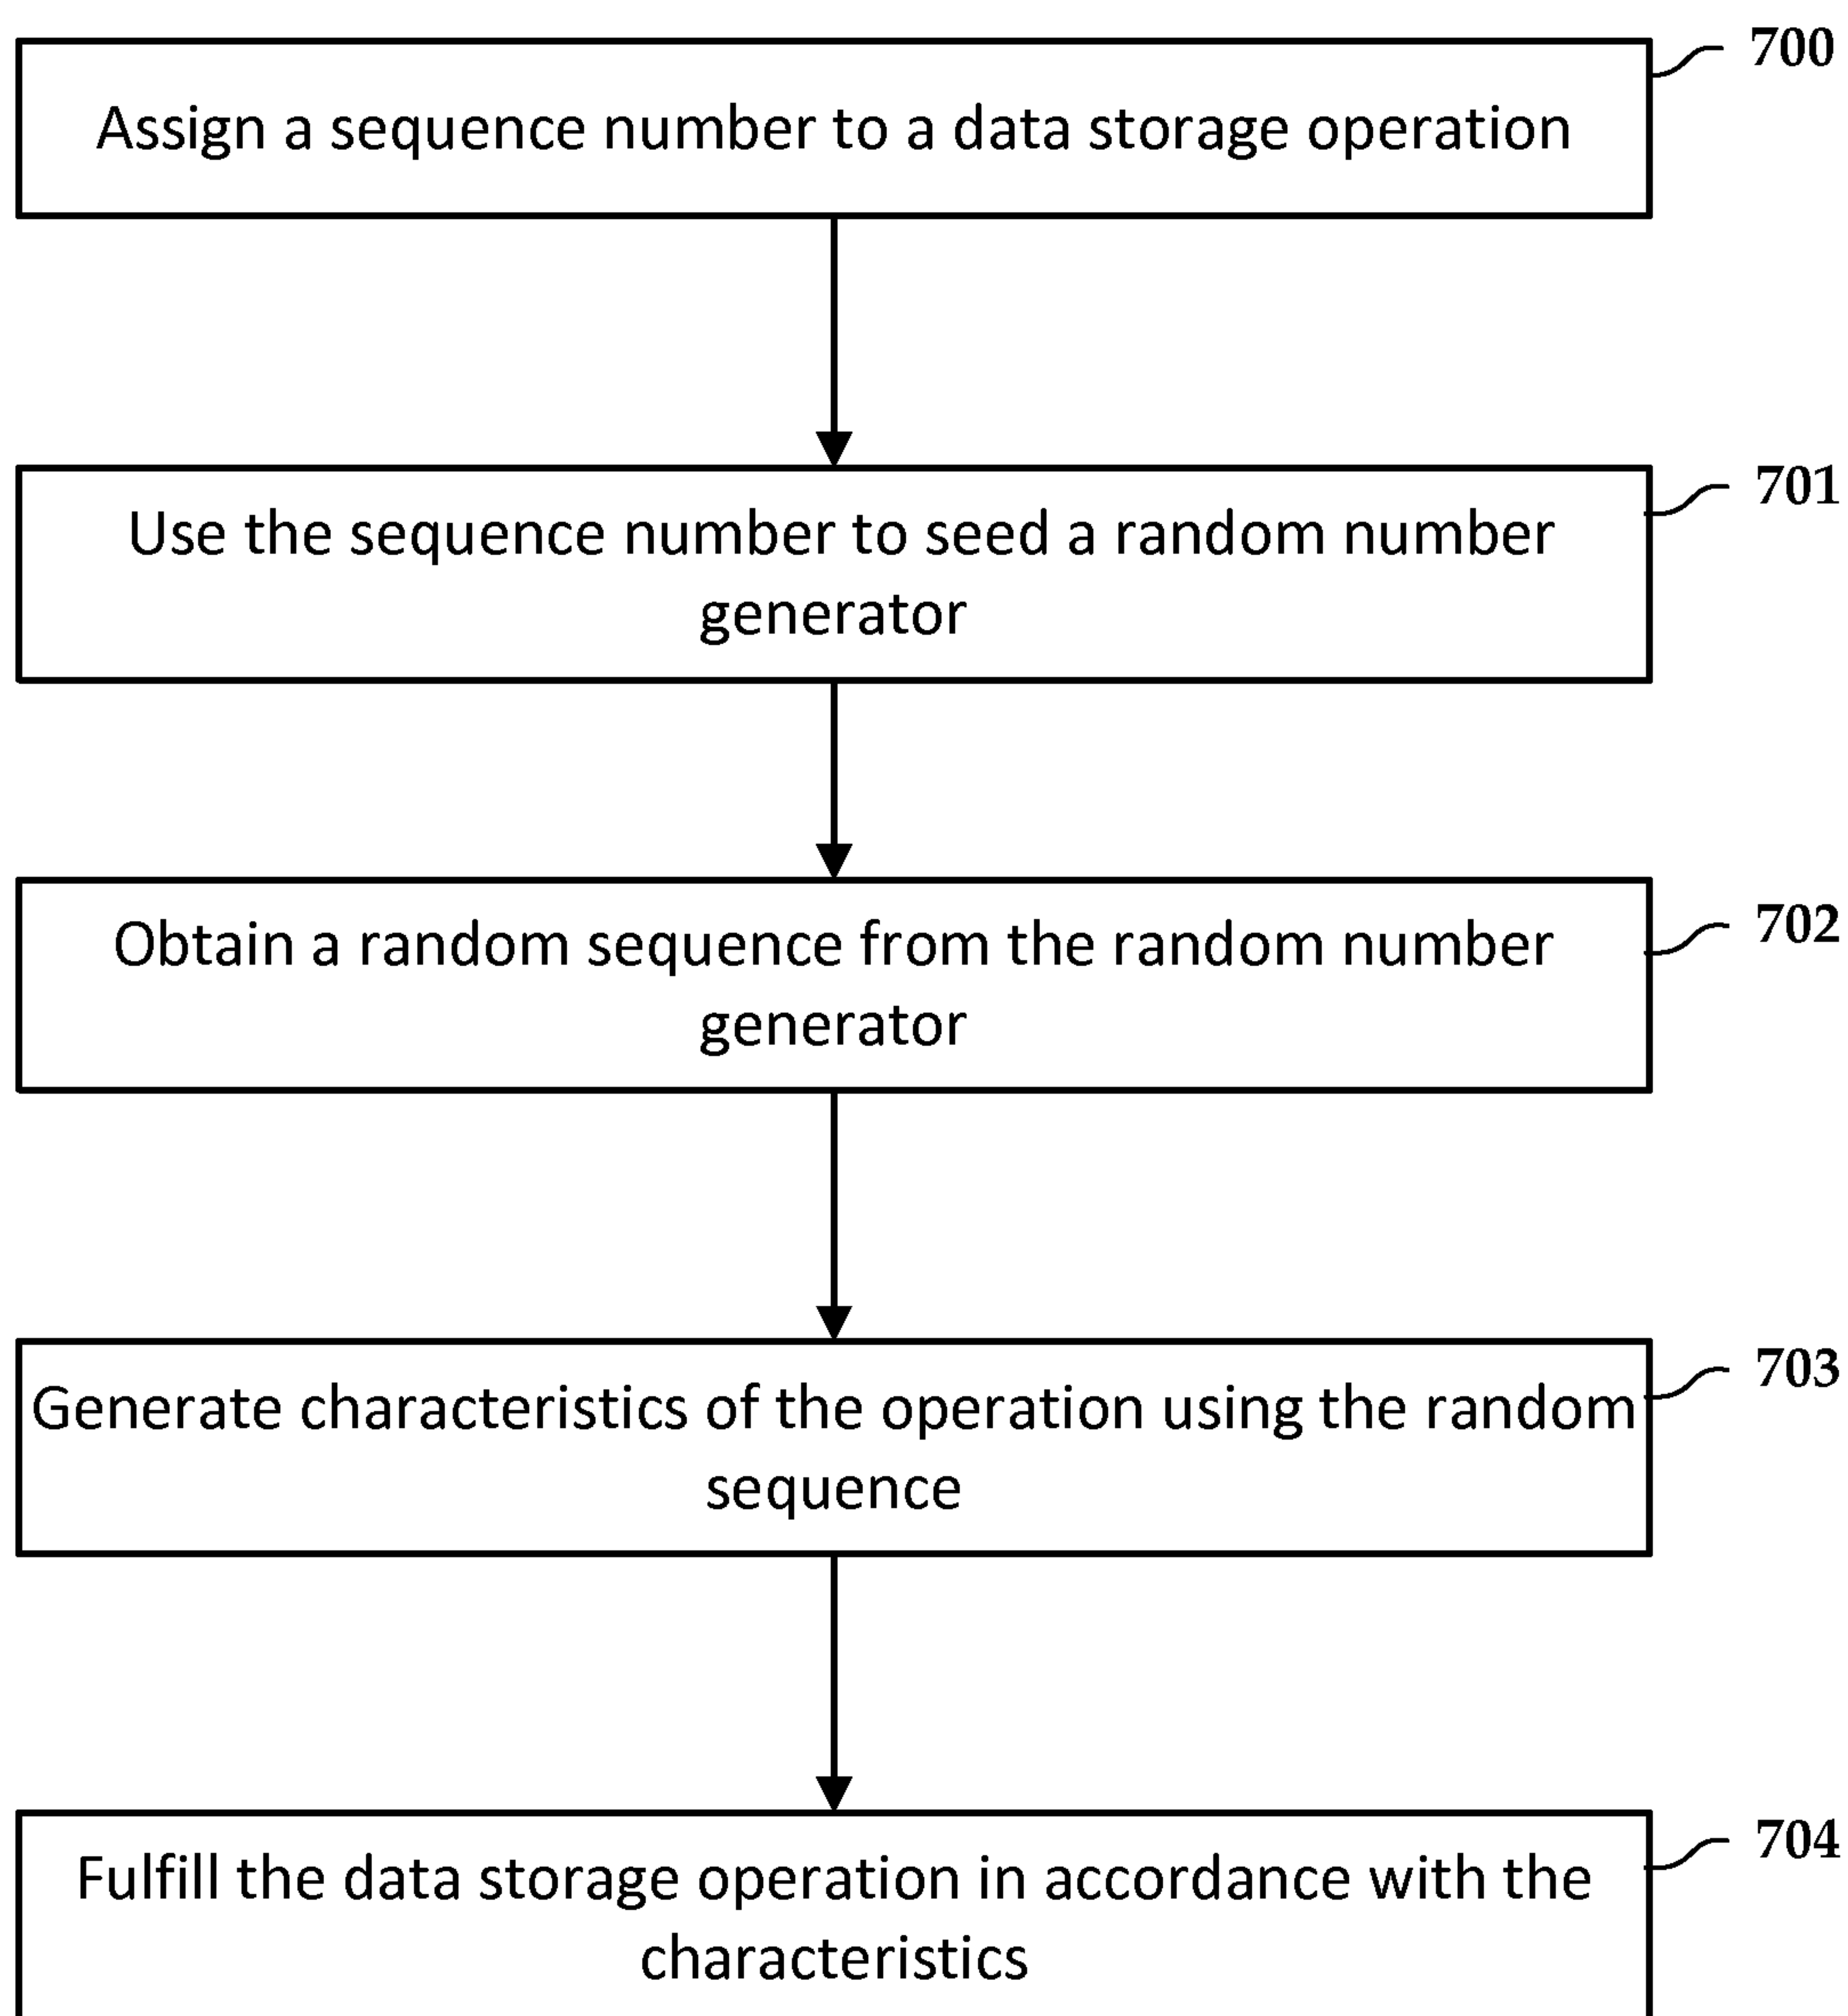 700
Assign a sequence number to a data storage operation
701
Use the sequence number to seed a random number
generator
702
Obtain a random sequence from the random number
generator
703
Generate characteristics of the operation using the random
sequence
704
Fulfill the data storage operation in accordance with the
characteristics